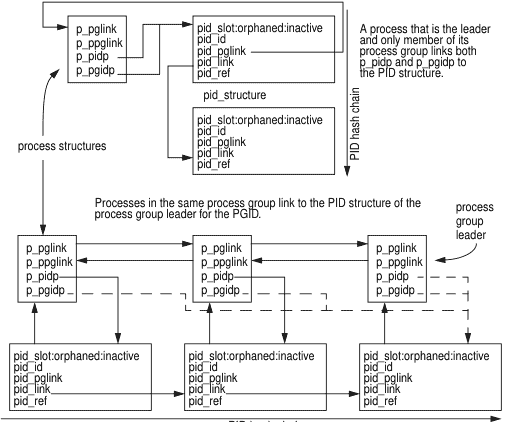 p_pglink
p_ppglink
p_pidp
p_pgidp
pid_slot:orphaned:inactive
pid_id
pid_pglink
pid_link
pid_ref
A process that is the leader
and only member of its
process group links both
p_pidp and p_pgidp to
the PID structure.
pid_structure
PID hash chain
pid_slot:orphaned:inactive
pid_id
pid_pglink
pid_link
pid_ref
process structures
Processes in the same process group link to the PID structure of the
process group leader for the PGID.
process
group
leader
p_pglink
p_ppglink
p_pidp
p_pgidp
p_pglink
p_ppglink
p_pidp
p_pgidp
p_pglink
p_ppglink
p_pidp
p_pgidp
pid_slot:orphaned:inactive
pid_id
pid_pglink
pid_link
pid_ref
pid_slot:orphaned:inactive
pid_id
pid_pglink
pid_link
pid_ref
pid_slot:orphaned:inactive
pid_id
pid_pglink
pid_link
pid_ref